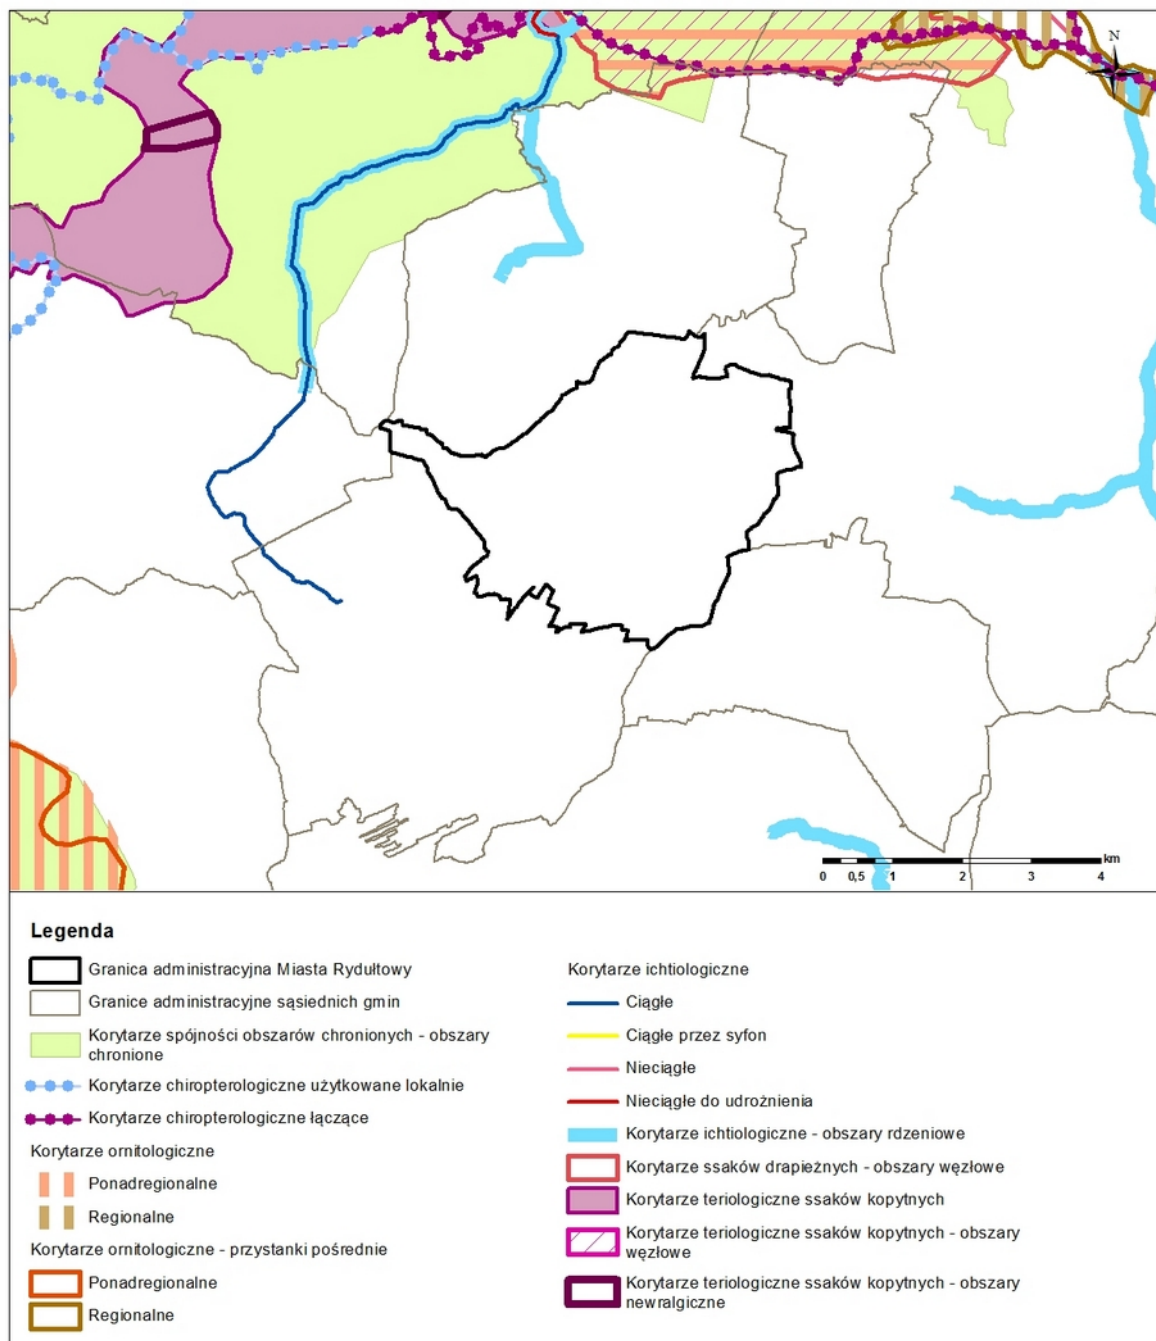 N
km
0 0,5 1 2 3 4
Legenda
Granica administracyjna Miasta Rydułtowy
Granice administracyjne sąsiednich gmin
Korytarze spójności obszarów chronionych - obszary
chronione
Korytarze chiropterologiczne użytkowane lokalnie
Korytarze chiropterologiczne łączące
Korytarze ornitologiczne
Ponadregionalne
Regionalne
Korytarze ornitologiczne - przystanki pośrednie
Ponadregionalne
Regionalne
Korytarze ichtiologiczne
Ciągłe
Ciągłe przez syfon
Nieciągłe
Nieciągłe do udrożnienia
Korytarze ichtiologiczne - obszary rdzeniowe
Korytarze ssaków drapieżnych - obszary węzłowe
Korytarze teriologiczne ssaków kopytnych
Korytarze teriologiczne ssaków kopytnych - obszary
węzłowe
Korytarze teriologiczne ssaków kopytnych - obszary
newralgiczne